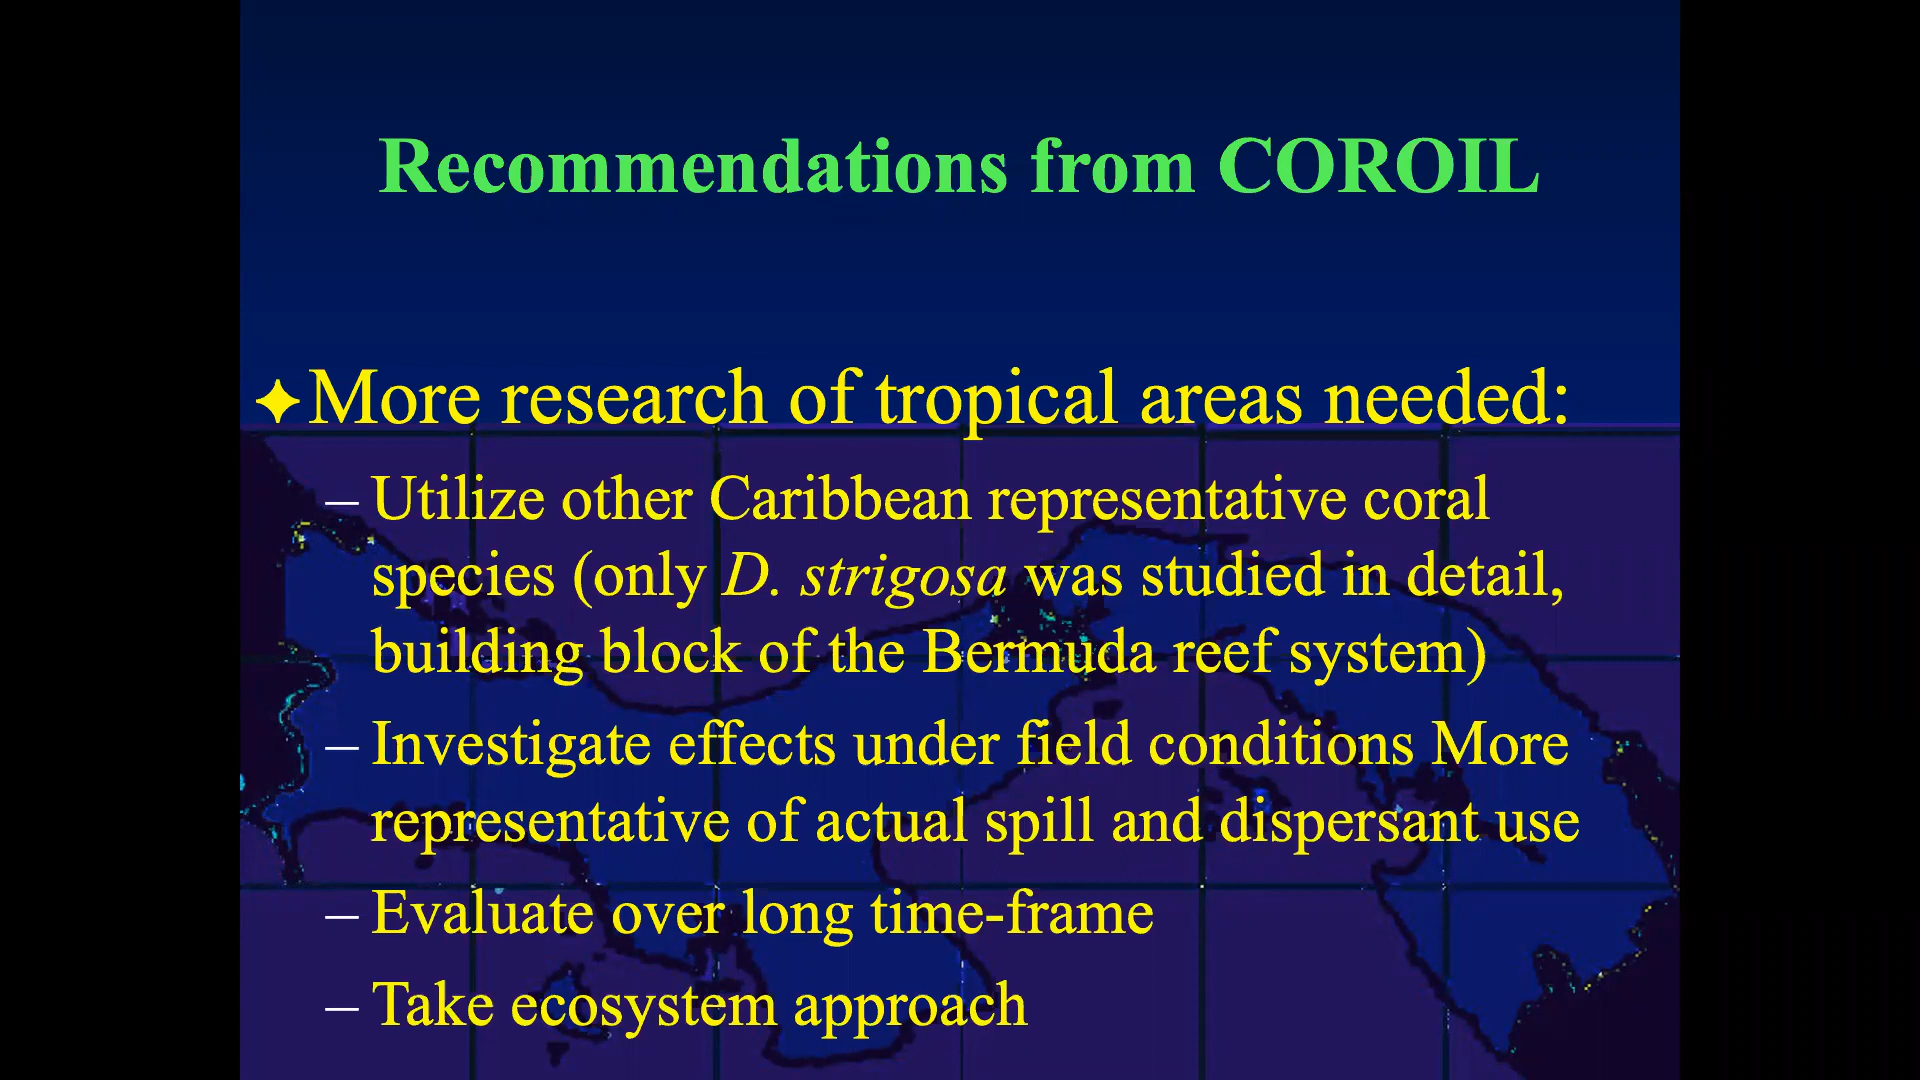 Recommendations from COROIL
✦More research of tropical areas needed:
– Utilize other Caribbean representative coral
species (only D. strigosa was studied in detail,
building block of the Bermuda reef system)
– Investigate effects under field conditions More
representative of actual spill and dispersant use
– Evaluate over long time-frame
– Take ecosystem approach